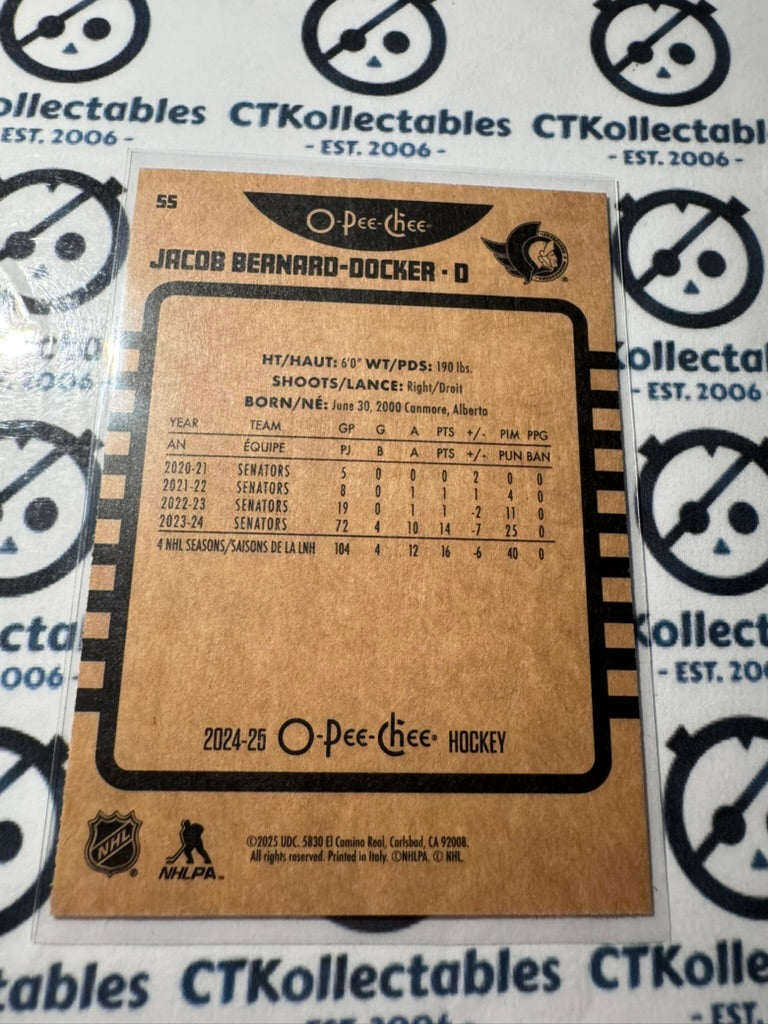 ollectables CTKollectables CTKollectabl
EST. 2006 - - EST. 2006 - - EST. 2006 -
55
O-Pee-Chee
JACOB BERNARD-DOCKER · D
HT/HAUT: 6'0" WT/PDS: 190 lbs.
SHOOTS/LANCE: Right/Droit
BORN/NÉ: June 30, 2000 Canmore, Alberta
YEAR TEAM GP G A PTS +/- PIM PPG
AN ÉQUIPE PJ B A PTS +/- PUN BAN
2020-21 SENATORS 5 0 0 0 2 0 0
2021-22 SENATORS 8 0 1 1 1 4 0
2022-23 SENATORS 19 0 1 1 -2 11 0
2023-24 SENATORS 72 4 10 14 -7 25 0
4 NHL SEASONS/SAISONS DE LA LNH 104 4 12 16 -6 40 0
2024-25 O-Pee-Chee HOCKEY
NHL
NHLPA
©2025 UDC. 5830 El Camino Real, Carlsbad, CA 92008.
All rights reserved. Printed in Italy. ©NHLPA. © NHL.
ollectabl
- EST. 2006
cta
006 -
Kollect
- EST. 20
tables CTKollectables CTKolle
- EST.